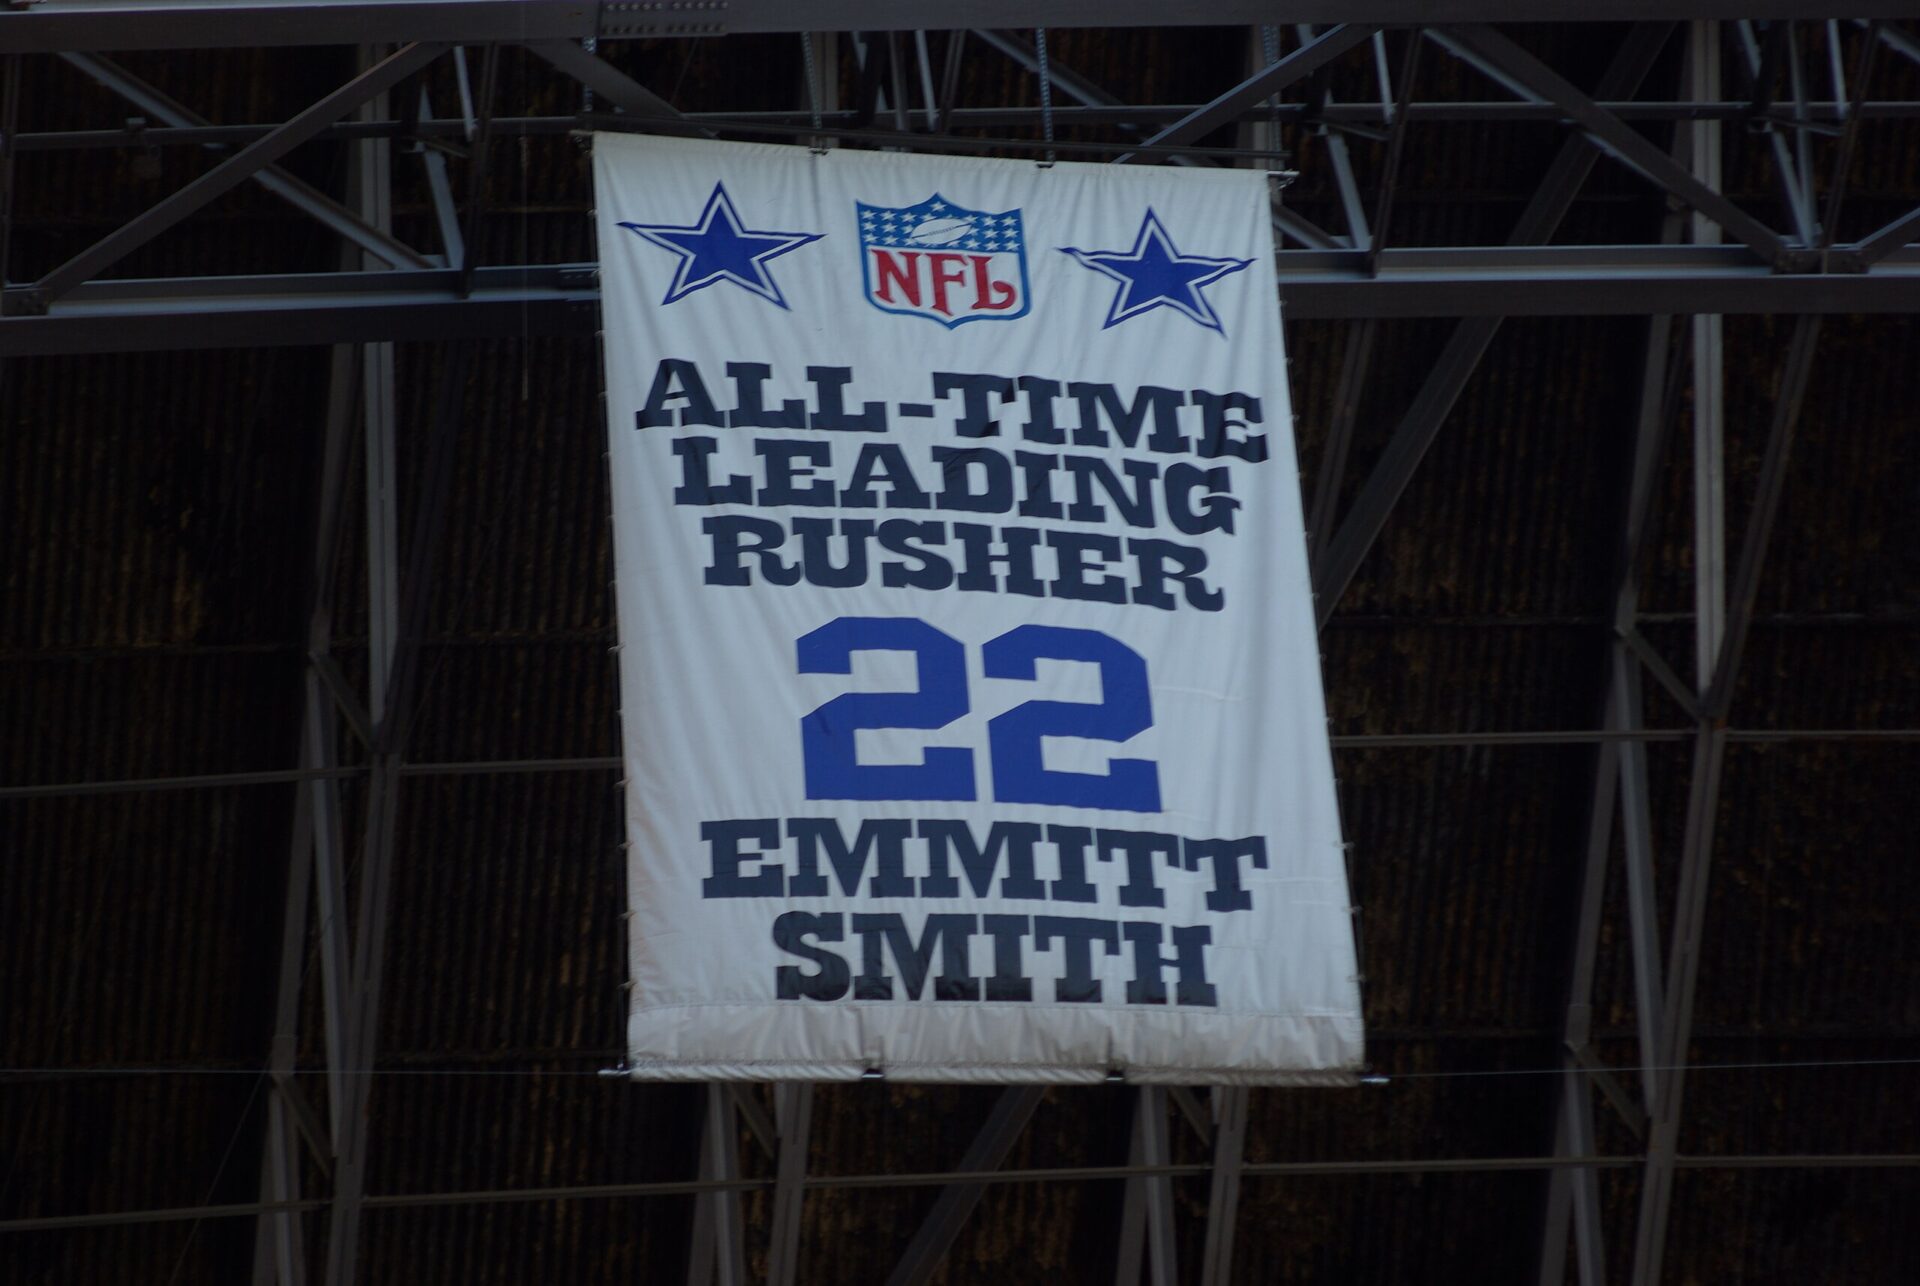 NFL
ALL-TIME
LEADING
RUSHER
22
EMMITT
SMITH